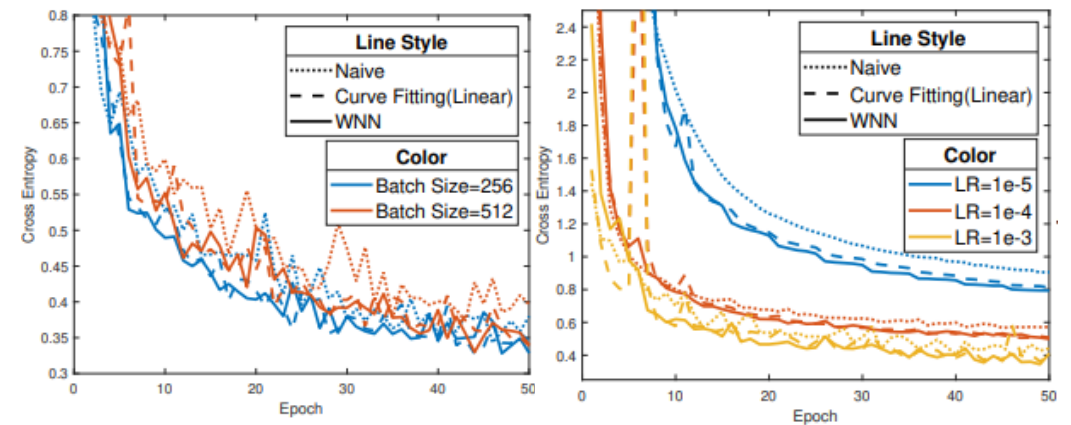 Line Style
Naive
Curve Fitting(Linear)
WNN
Color
Batch Size=256
Batch Size=512
Cross Entropy
0.8
0.75
0.7
0.65
0.6
0.55
0.5
0.45
0.4
0.35
0.3
0
10
20
30
40
50
Epoch
Line Style
Naive
Curve Fitting(Linear)
WNN
Color
LR=1e-5
LR=1e-4
LR=1e-3
Cross Entropy
2.4
2.2
2
1.8
1.6
1.4
1.2
1
0.8
0.6
0.4
0
10
20
30
40
50
Epoch